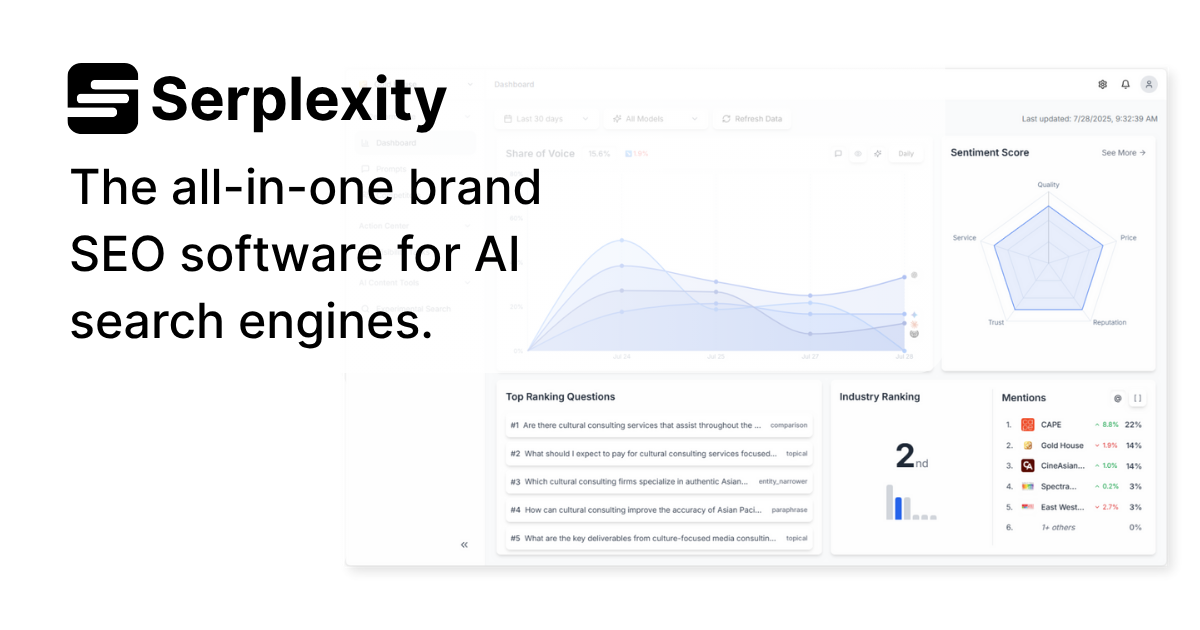 Serplexity
The all-in-one brand
SEO software for AI
search engines.
Dashboard
Last 30 days
All Models
Refresh Data
Last updated: 7/28/2025, 9:32:39 AM
Dashboard
Share of Voice 15.6% 1.8%
Daily
0%
Jul 24
Jul 25
Jul 27
Jul 28
Sentiment Score
See More →
Quality
Price
Reputation
Trust
Service
Top Ranking Questions
#1 Are there cultural consulting services that assist throughout the ... comparison
#2 What should I expect to pay for cultural consulting services focused... topical
#3 Which cultural consulting firms specialize in authentic Asian... entity_narrower
#4 How can cultural consulting improve the accuracy of Asian Paci... paraphrase
#5 What are the key deliverables from culture-focused media consultin... topical
Industry Ranking
2nd
Mentions
1. CAPE 8.8% 22%
2. Gold House 1.9% 14%
3. CineAsian... 1.0% 14%
4. Spectra... 0.2% 3%
5. East West... 2.7% 3%
6. 1+ others 0%